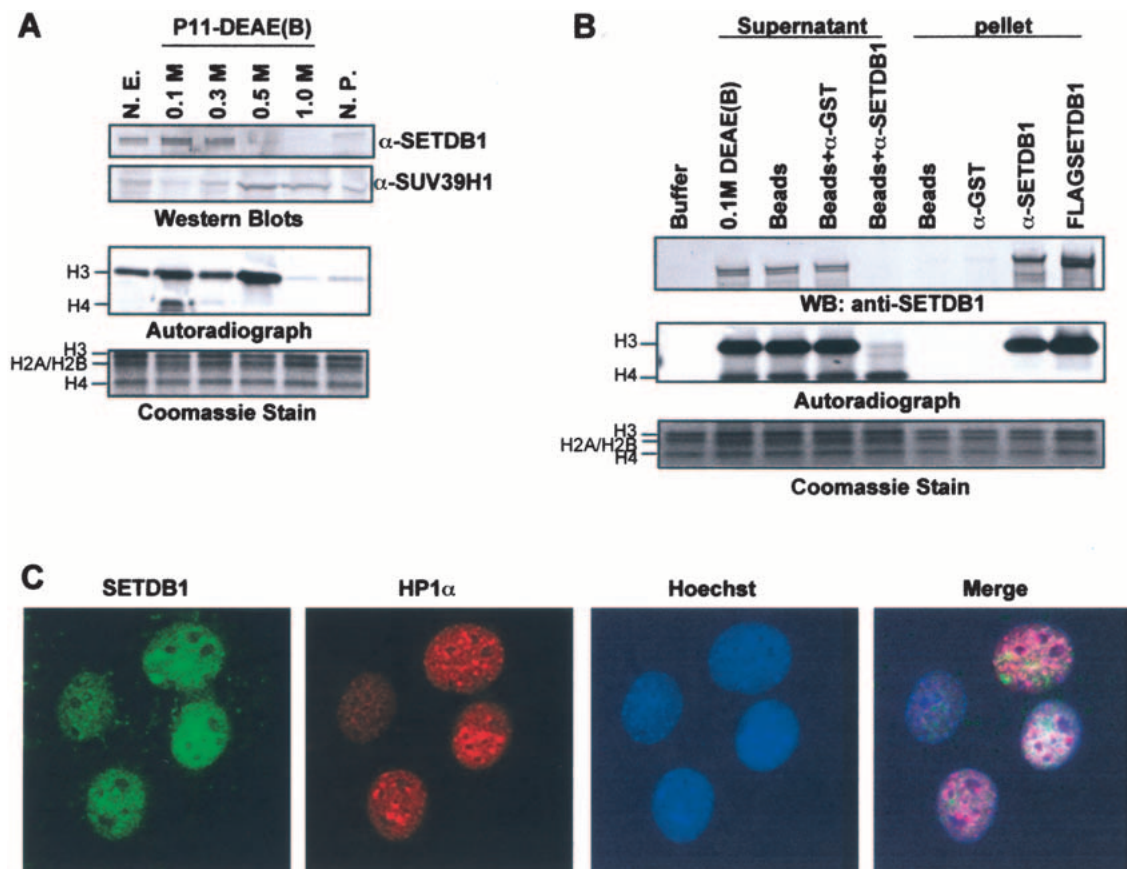 A
P11-DEAE(B)
N. E.
0.1 M
0.3 M
0.5 M
1.0 M
N. P.
α-SETDB1
α-SUV39H1
Western Blots
H3
H4
Autoradiograph
H3
H2A/H2B
H4
Coomassie Stain
B
Supernatant
pellet
Buffer
0.1M DEAE(B)
Beads
Beads+α-GST
Beads+α-SETDB1
Beads
α-GST
α-SETDB1
FLAGSETDB1
WB: anti-SETDB1
H3
H4
Autoradiograph
H3
H2A/H2B
H4
Coomassie Stain
C
SETDB1
HP1α
Hoechst
Merge